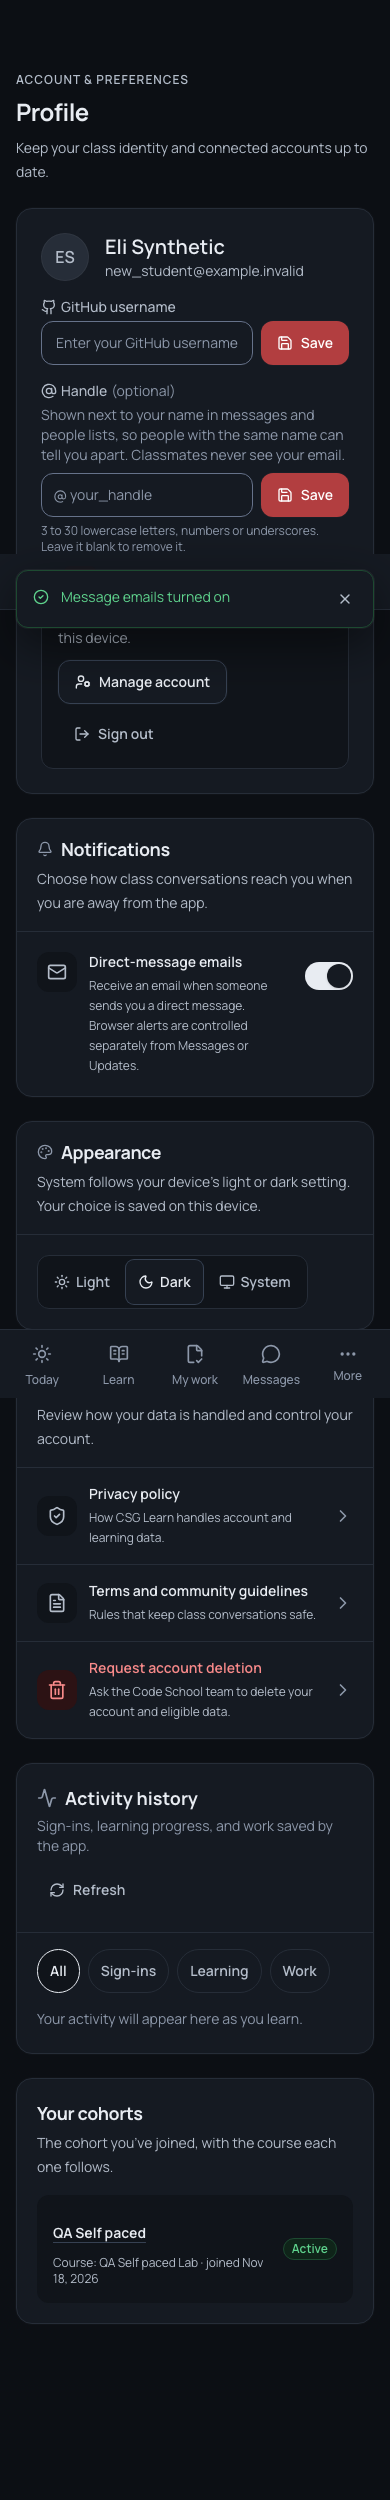 ACCOUNT & PREFERENCES
Profile
Keep your class identity and connected accounts up to
date.
ES
Eli Synthetic
new_student@example.invalid
GitHub username
Enter your GitHub username
Save
@ Handle (optional)
Shown next to your name in messages and
people lists, so people with the same name can
tell you apart. Classmates never see your email.
@ your_handle
Save
3 to 30 lowercase letters, numbers or underscores.
Leave it blank to remove it.
Message emails turned on
this device.
Manage account
Sign out
Notifications
Choose how class conversations reach you when
you are away from the app.
Direct-message emails
Receive an email when someone
sends you a direct message.
Browser alerts are controlled
separately from Messages or
Updates.
Appearance
System follows your device's light or dark setting.
Your choice is saved on this device.
Light
Dark
System
Today
Learn
My work
Messages
More
Review how your data is handled and control your
account.
Privacy policy
How CSG Learn handles account and
learning data.
Terms and community guidelines
Rules that keep class conversations safe.
Request account deletion
Ask the Code School team to delete your
account and eligible data.
Activity history
Sign-ins, learning progress, and work saved by
the app.
Refresh
All
Sign-ins
Learning
Work
Your activity will appear here as you learn.
Your cohorts
The cohort you've joined, with the course each
one follows.
QA Self paced
Course: QA Self paced Lab · joined Nov
18, 2026
Active